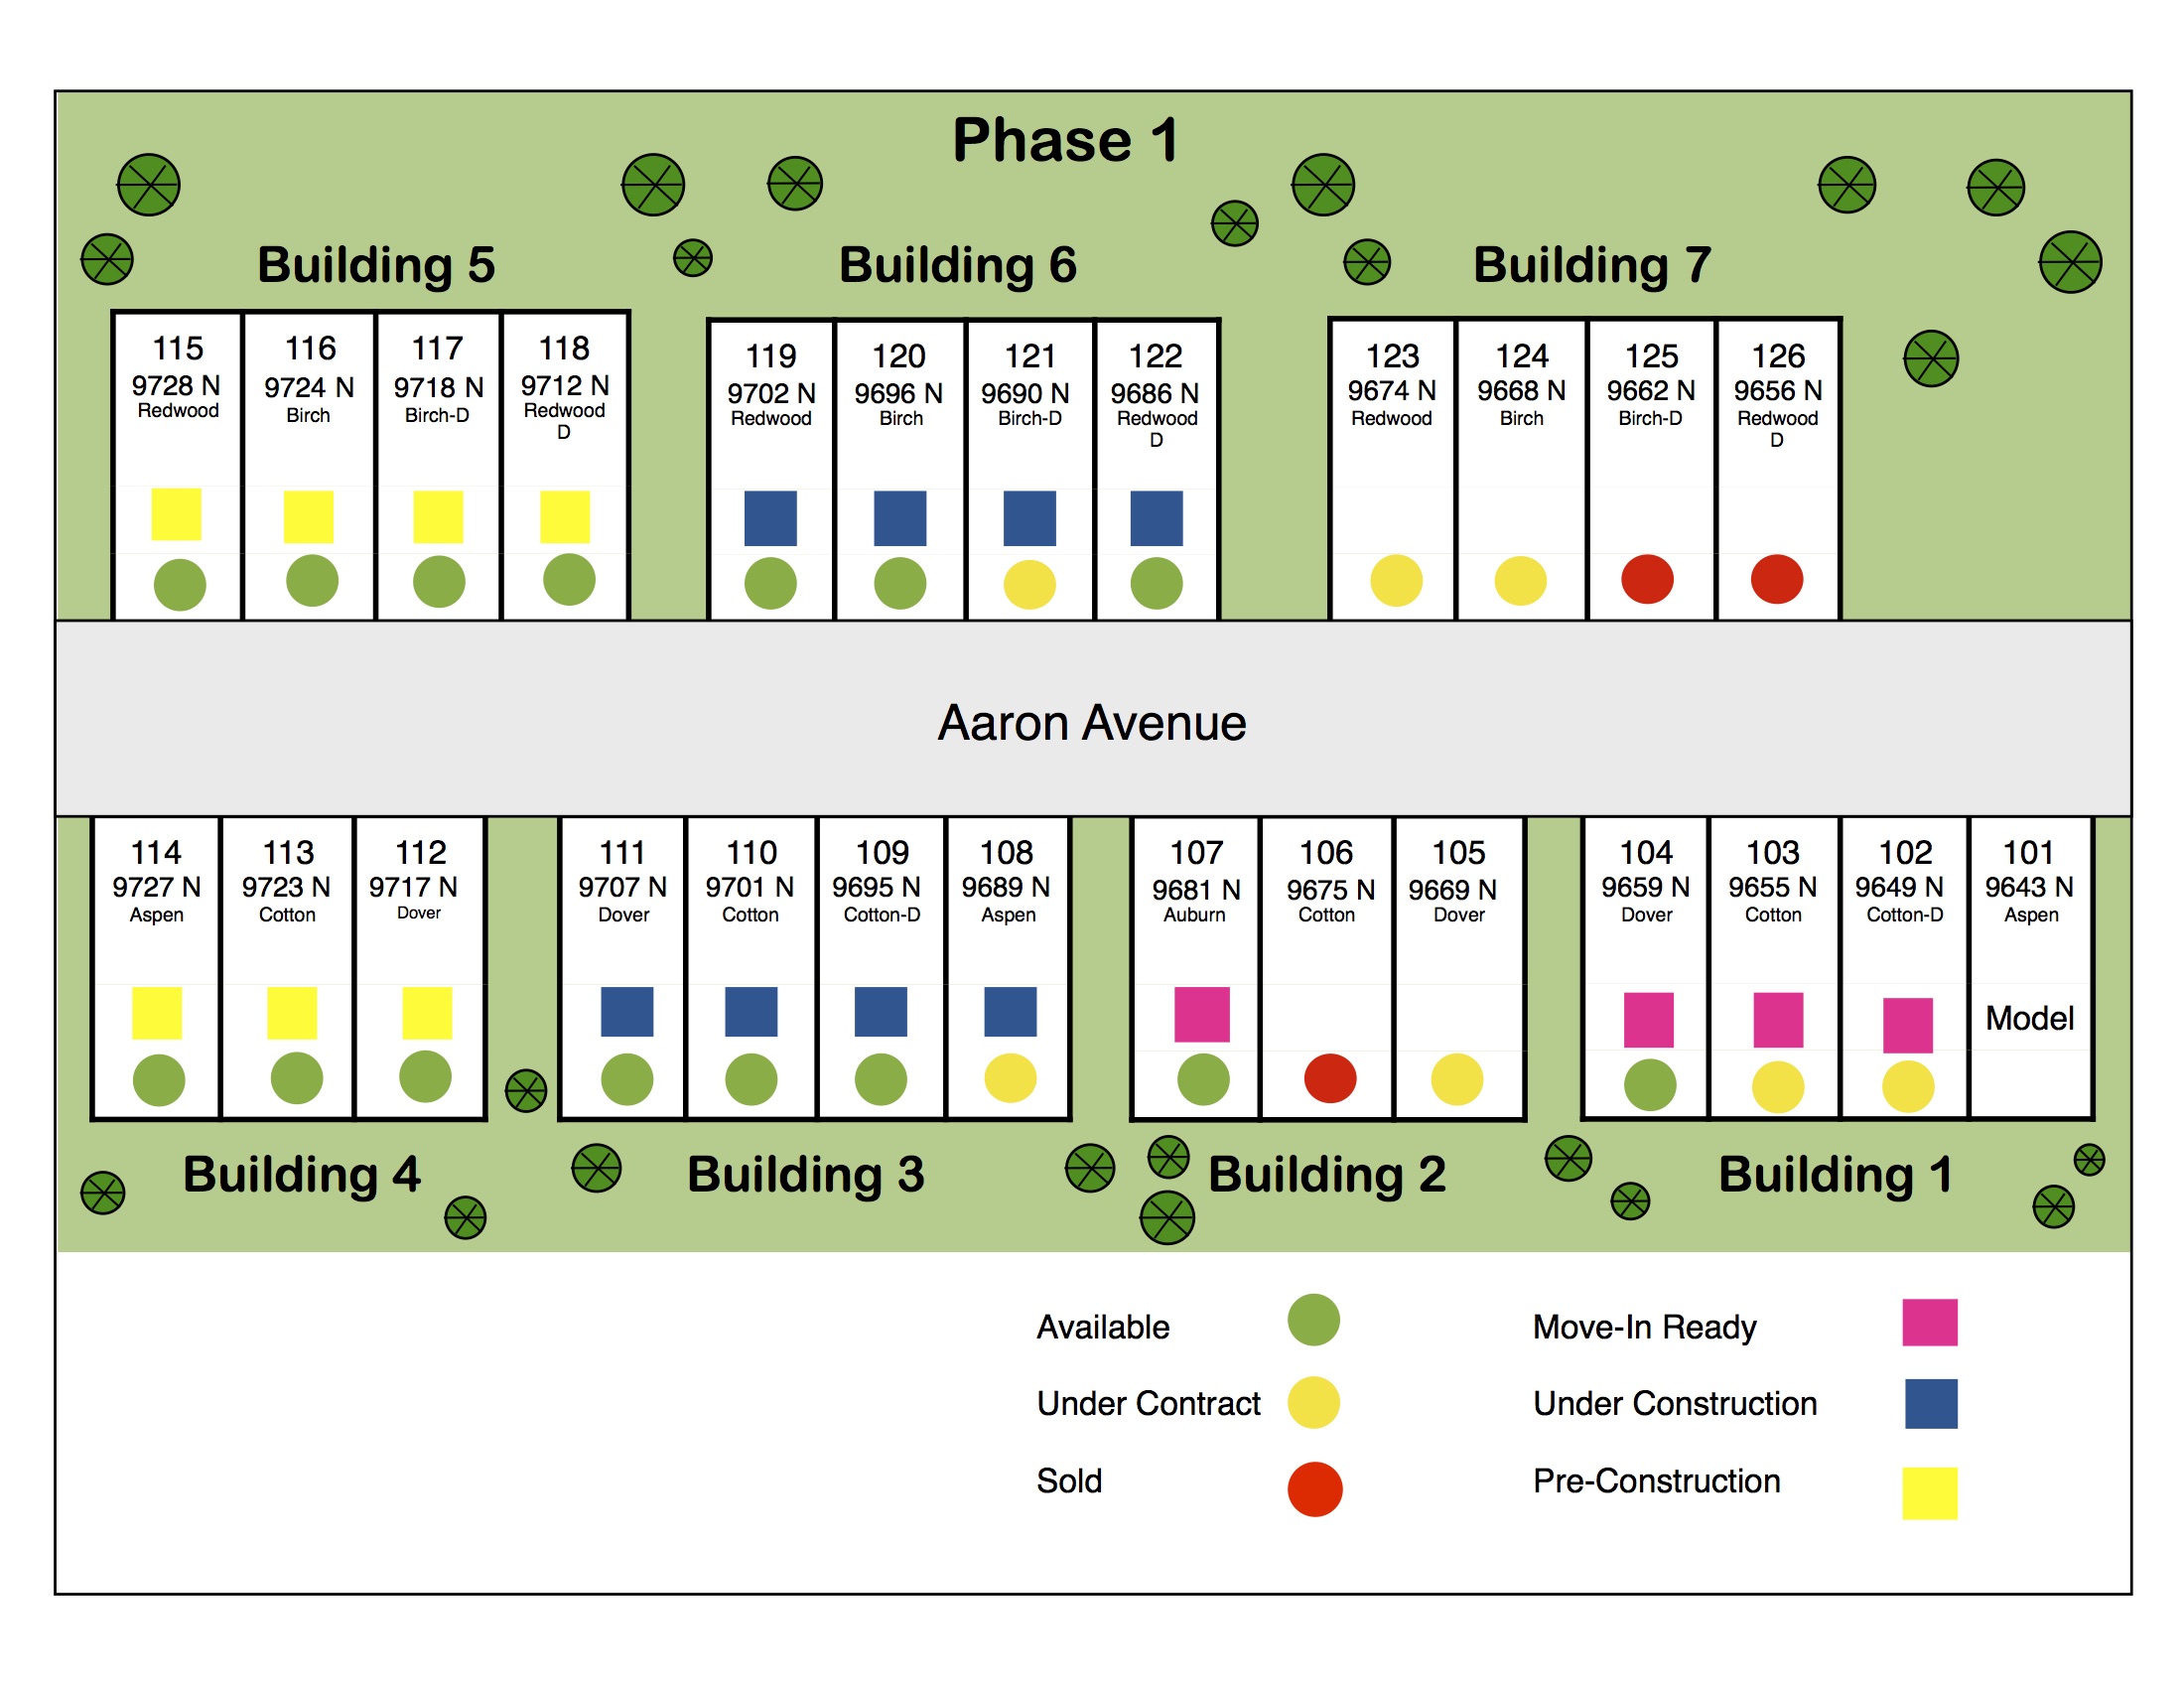 Phase 1
Building 5
Building 6
Building 7
115
9728 N
Redwood
116
9724 N
Birch
117
9718 N
Birch-D
118
9712 N
Redwood
D
119
9702 N
Redwood
120
9696 N
Birch
121
9690 N
Birch-D
122
9686 N
Redwood
D
123
9674 N
Redwood
124
9668 N
Birch
125
9662 N
Birch-D
126
9656 N
Redwood
D
Aaron Avenue
114
9727 N
Aspen
113
9723 N
Cotton
112
9717 N
Dover
111
9707 N
Dover
110
9701 N
Cotton
109
9695 N
Cotton-D
108
9689 N
Aspen
107
9681 N
Auburn
106
9675 N
Cotton
105
9669 N
Dover
104
9659 N
Dover
103
9655 N
Cotton
102
9649 N
Cotton-D
101
9643 N
Aspen
Model
Building 4
Building 3
Building 2
Building 1
Available
Move-In Ready
Under Contract
Under Construction
Sold
Pre-Construction